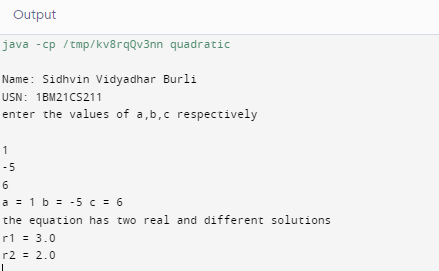 Output
java -cp /tmp/kv8rqQv3nn quadratic
Name: Sidhvin Vidyadhar Burli
USN: 1BM21CS211
enter the values of a,b,c respectively
1
-5
6
a = 1 b = -5 c = 6
the equation has two real and different solutions
r1 = 3.0
r2 = 2.0